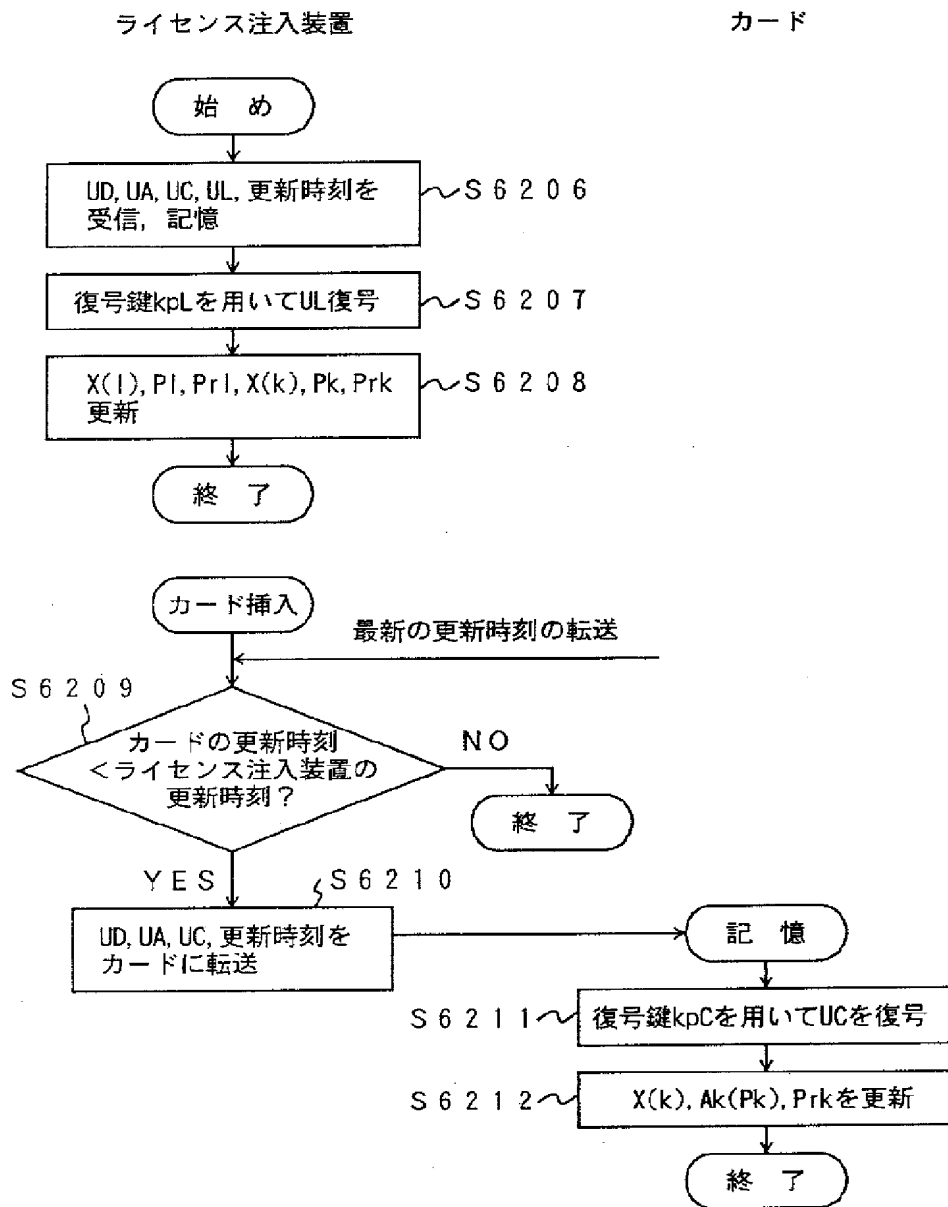 ライセンス注入装置
カード
始 め
UD, UA, UC, UL, 更新時刻を
受信, 記憶
S6206
復号鍵kpLを用いてUL復号
S6207
X(l), Pl, Prl, X(k), Pk, Prk
更新
S6208
終 了
カード挿入
最新の更新時刻の転送
S6209
カードの更新時刻
<ライセンス注入装置の
更新時刻?
NO
終 了
YES
S6210
UD, UA, UC, 更新時刻を
カードに転送
記 憶
S6211
復号鍵kpCを用いてUCを復号
S6212
X(k), Ak(Pk), Prkを更新
終 了